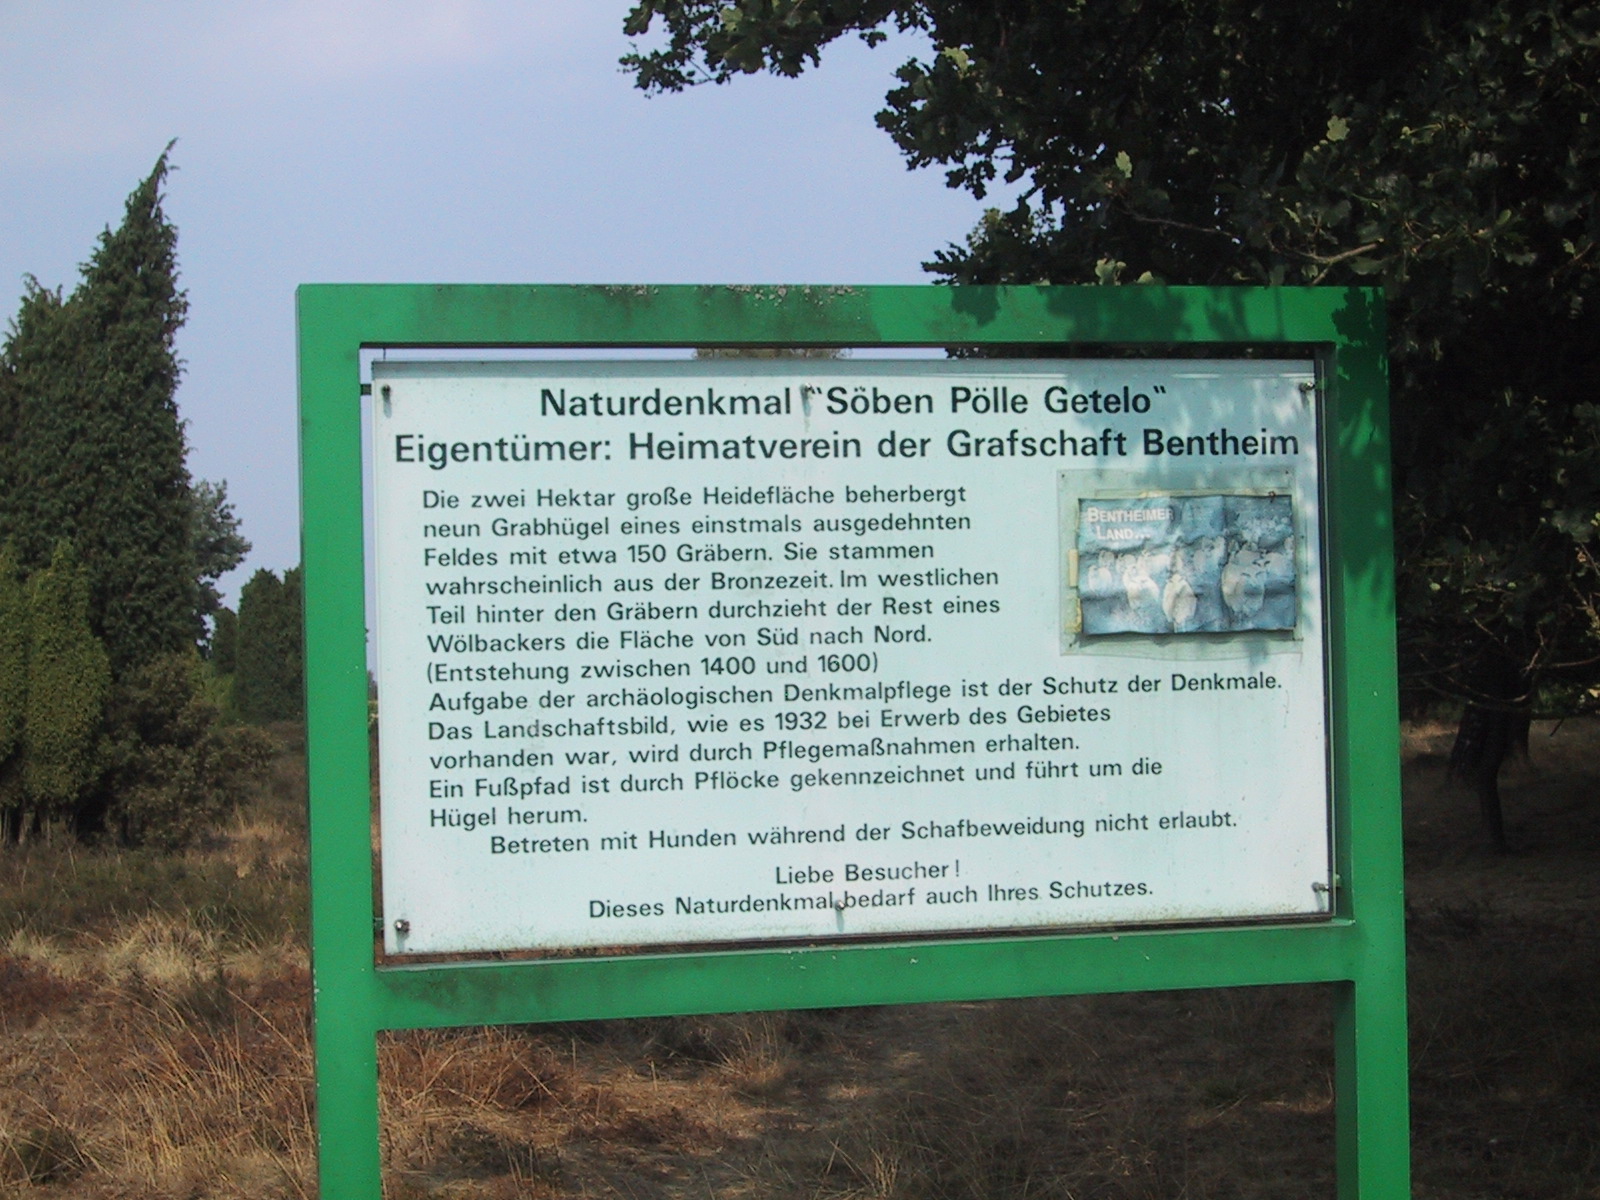 Naturdenkmal "Söben Pölle Getelo"
Eigentümer: Heimatverein der Grafschaft Bentheim
Die zwei Hektar große Heidefläche beherbergt
neun Grabhügel eines einstmals ausgedehnten
Feldes mit etwa 150 Gräbern. Sie stammen
wahrscheinlich aus der Bronzezeit. Im westlichen
Teil hinter den Gräbern durchzieht der Rest eines
Wölbackers die Fläche von Süd nach Nord.
(Entstehung zwischen 1400 und 1600)
BENTHEIMER
LAND...
Aufgabe der archäologischen Denkmalpflege ist der Schutz der Denkmale.
Das Landschaftsbild, wie es 1932 bei Erwerb des Gebietes
vorhanden war, wird durch Pflegemaßnahmen erhalten.
Ein Fußpfad ist durch Pflöcke gekennzeichnet und führt um die
Hügel herum.
Betreten mit Hunden während der Schafbeweidung nicht erlaubt.
Liebe Besucher!
Dieses Naturdenkmal bedarf auch Ihres Schutzes.